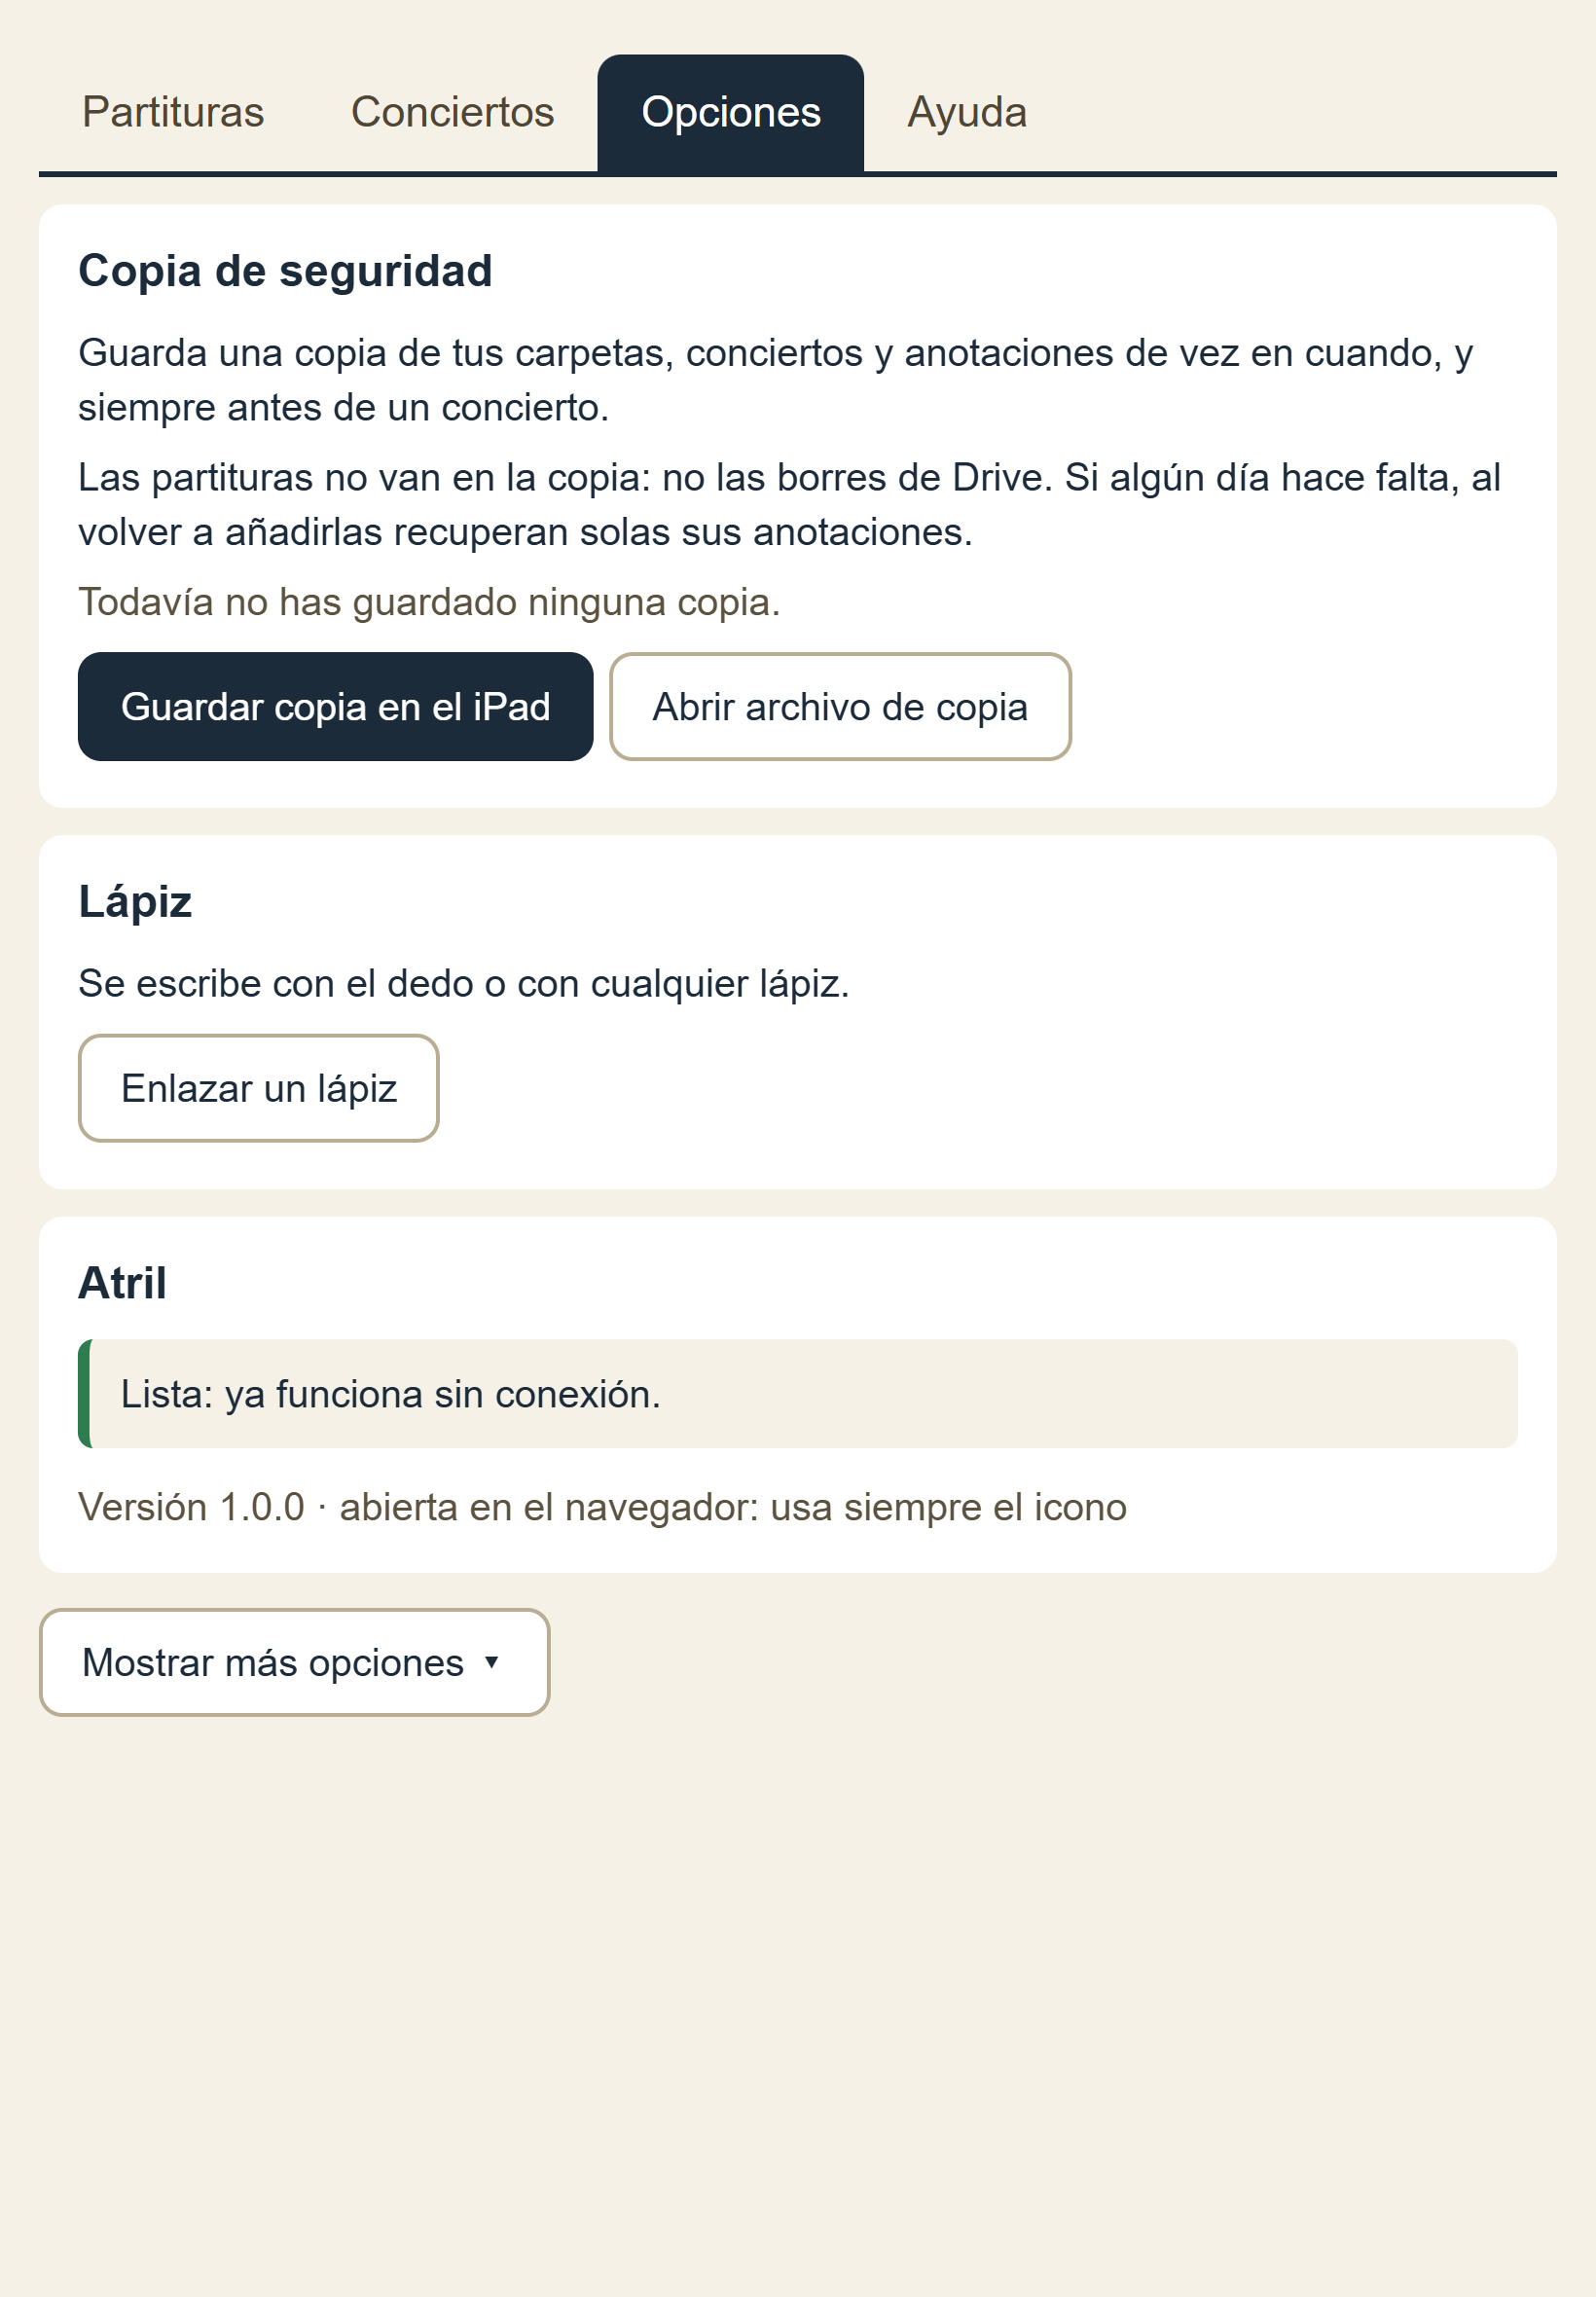 Partituras
Conciertos
Opciones
Ayuda
Copia de seguridad
Guarda una copia de tus carpetas, conciertos y anotaciones de vez en cuando, y
siempre antes de un concierto.
Las partituras no van en la copia: no las borres de Drive. Si algún día hace falta, al
volver a añadirlas recuperan solas sus anotaciones.
Todavía no has guardado ninguna copia.
Guardar copia en el iPad
Abrir archivo de copia
Lápiz
Se escribe con el dedo o con cualquier lápiz.
Enlazar un lápiz
Atril
Lista: ya funciona sin conexión.
Versión 1.0.0 · abierta en el navegador: usa siempre el icono
Mostrar más opciones ▾